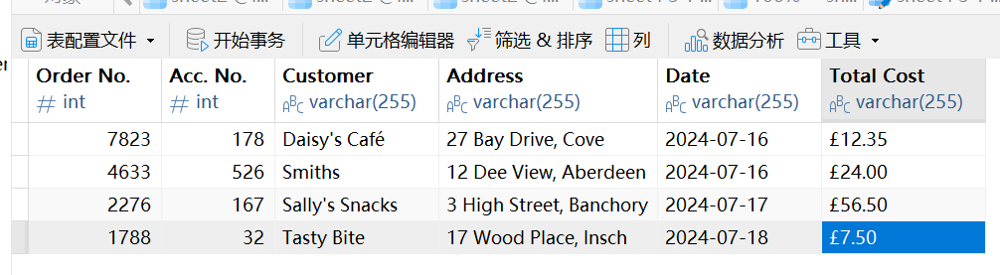 表配置文件 开始事务 单元格编辑器 筛选 & 排序 列 数据分析 工具
Order No. Acc. No. Customer Address Date Total Cost
# int # int ABC varchar(255) ABC varchar(255) ABC varchar(255) ABC varchar(255)
7823 178 Daisy's Café 27 Bay Drive, Cove 2024-07-16 £12.35
4633 526 Smiths 12 Dee View, Aberdeen 2024-07-16 £24.00
2276 167 Sally's Snacks 3 High Street, Banchory 2024-07-17 £56.50
1788 32 Tasty Bite 17 Wood Place, Insch 2024-07-18 £7.50